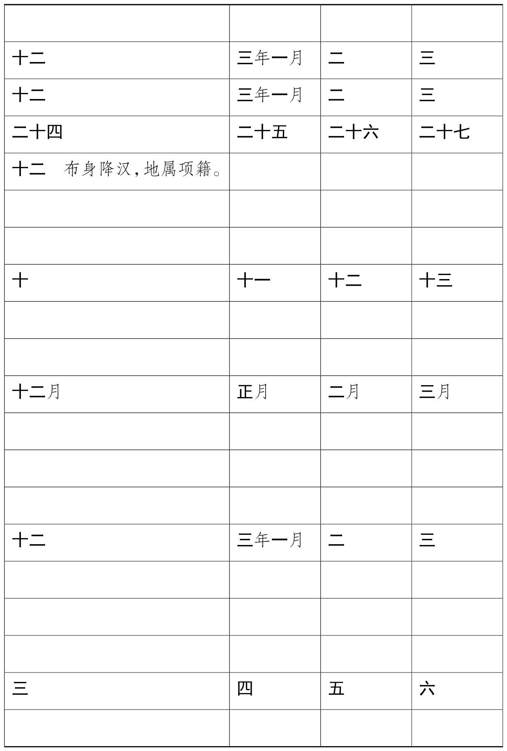 十二 三年一月 二 三
十二 三年一月 二 三
二十四 二十五 二十六 二十七
十二 布身降汉，地属项籍。
十 十一 十二 十三
十二月 正月 二月 三月
十二 三年一月 二 三
三 四 五 六